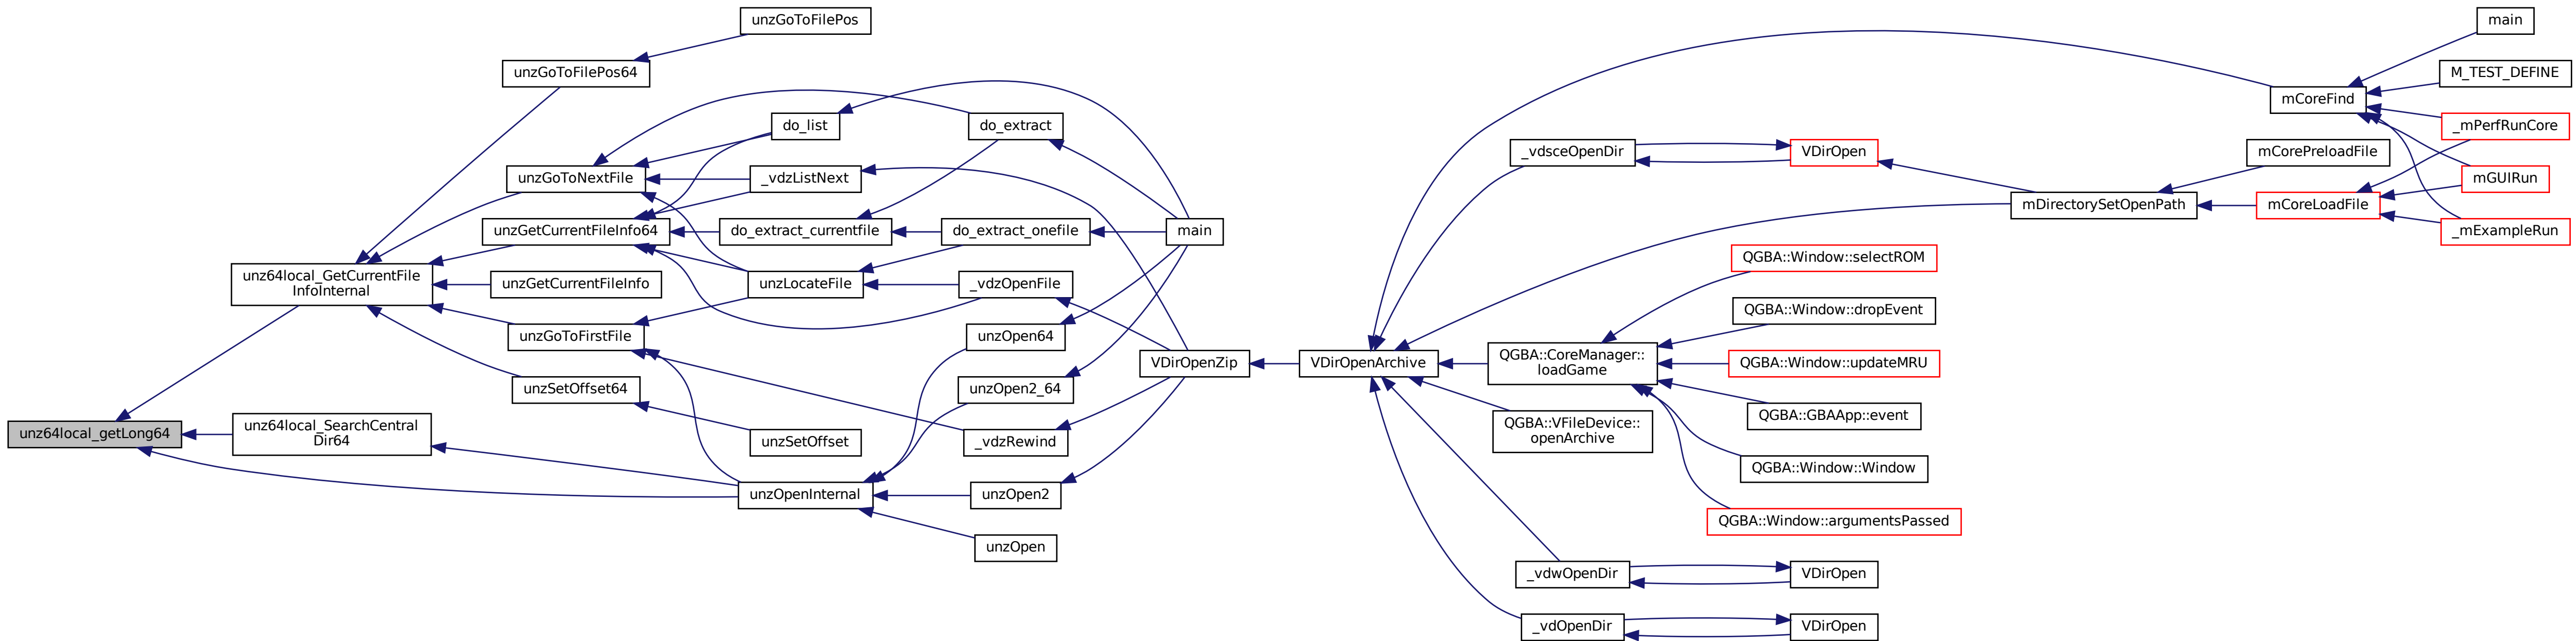 unz64local_getLong64
unz64local_GetCurrentFile
InfoInternal
unz64local_SearchCentral
Dir64
unzGoToFilePos64
unzGoToFilePos
unzGoToNextFile
unzGetCurrentFileInfo64
unzGetCurrentFileInfo
unzGoToFirstFile
unzSetOffset64
do_list
_vdzListNext
do_extract_currentfile
unzLocateFile
unzSetOffset
unzOpenInternal
do_extract
do_extract_onefile
_vdzOpenFile
unzOpen64
unzOpen2_64
_vdzRewind
unzOpen2
unzOpen
main
VDirOpenZip
VDirOpenArchive
_vdsceOpenDir
QGBA::CoreManager::
loadGame
QGBA::VFileDevice::
openArchive
_vdwOpenDir
_vdOpenDir
VDirOpen
QGBA::Window::selectROM
QGBA::Window::dropEvent
QGBA::Window::updateMRU
QGBA::GBAApp::event
QGBA::Window::Window
QGBA::Window::argumentsPassed
VDirOpen
VDirOpen
mDirectorySetOpenPath
mCoreFind
mCorePreloadFile
mCoreLoadFile
main
M_TEST_DEFINE
_mPerfRunCore
mGUIRun
_mExampleRun